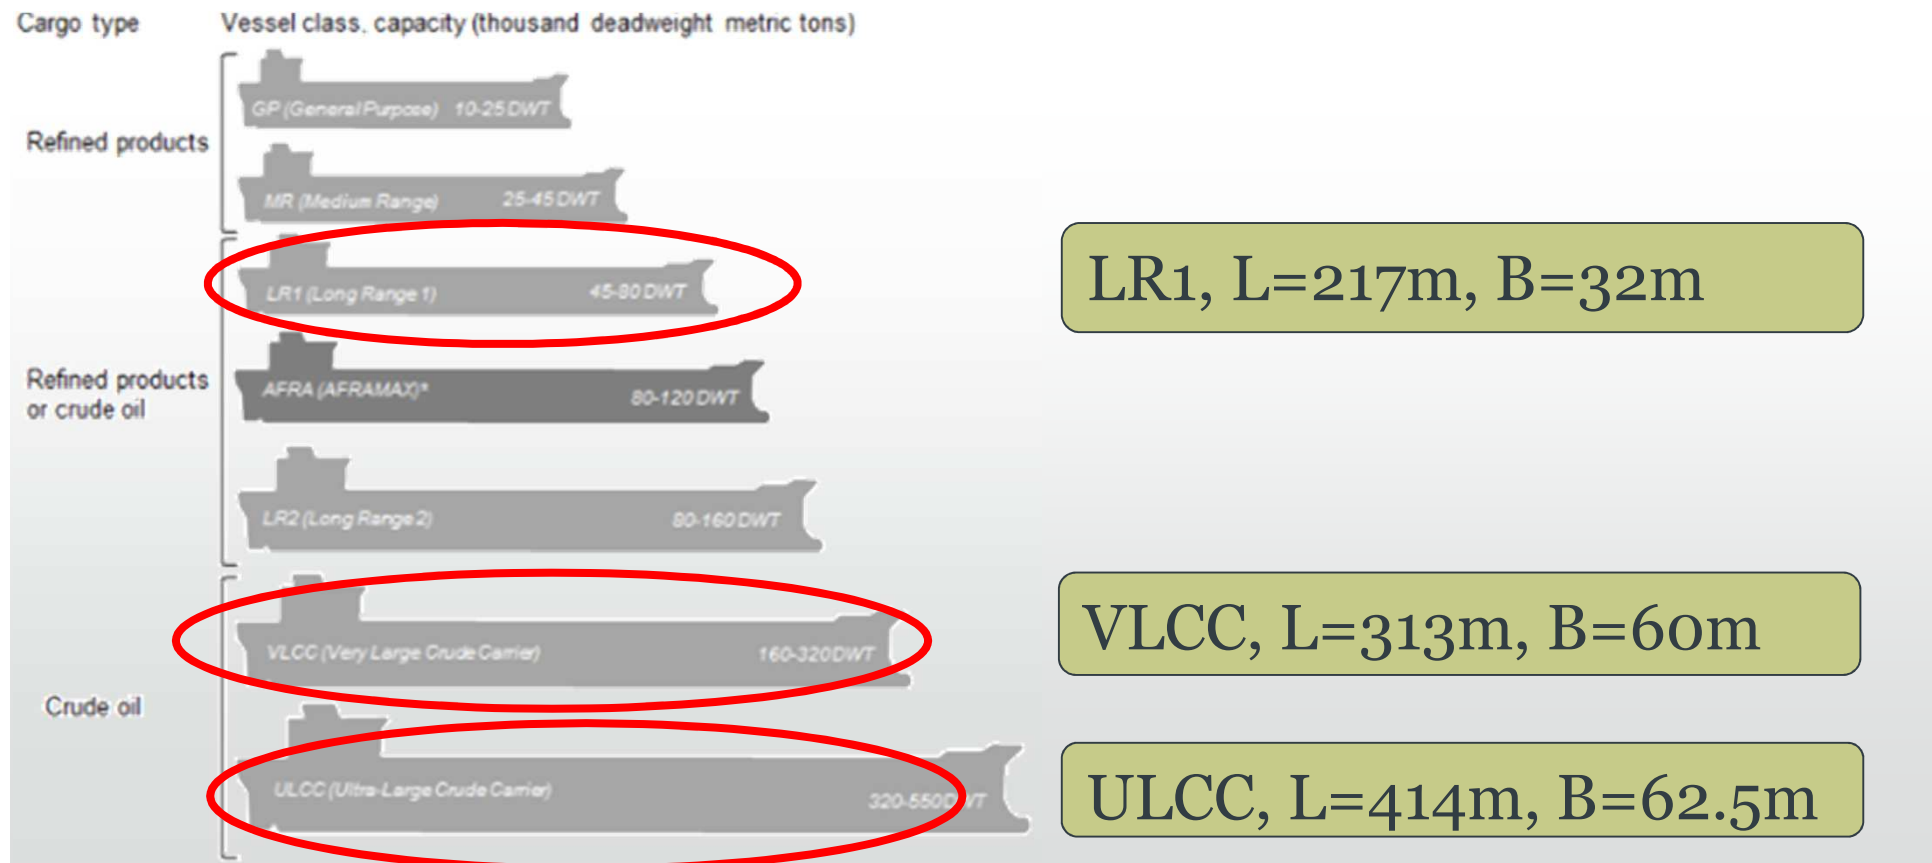 Cargo type Vessel class, capacity (thousand deadweight metric tons)
GP (General Purpose) 10-25 DWT
Refined products
MR (Medium Range) 25-45 DWT
LR1 (Long Range 1) 45-80 DWT
LR1, L=217m, B=32m
Refined products
or crude oil
AFRA (AFRAMAX)* 80-120 DWT
LR2 (Long Range 2) 80-160 DWT
VLCC (Very Large Crude Carrier) 160-320 DWT
VLCC, L=313m, B=60m
Crude oil
ULCC (Ultra-Large Crude Carrier) 320-550 DWT
ULCC, L=414m, B=62.5m